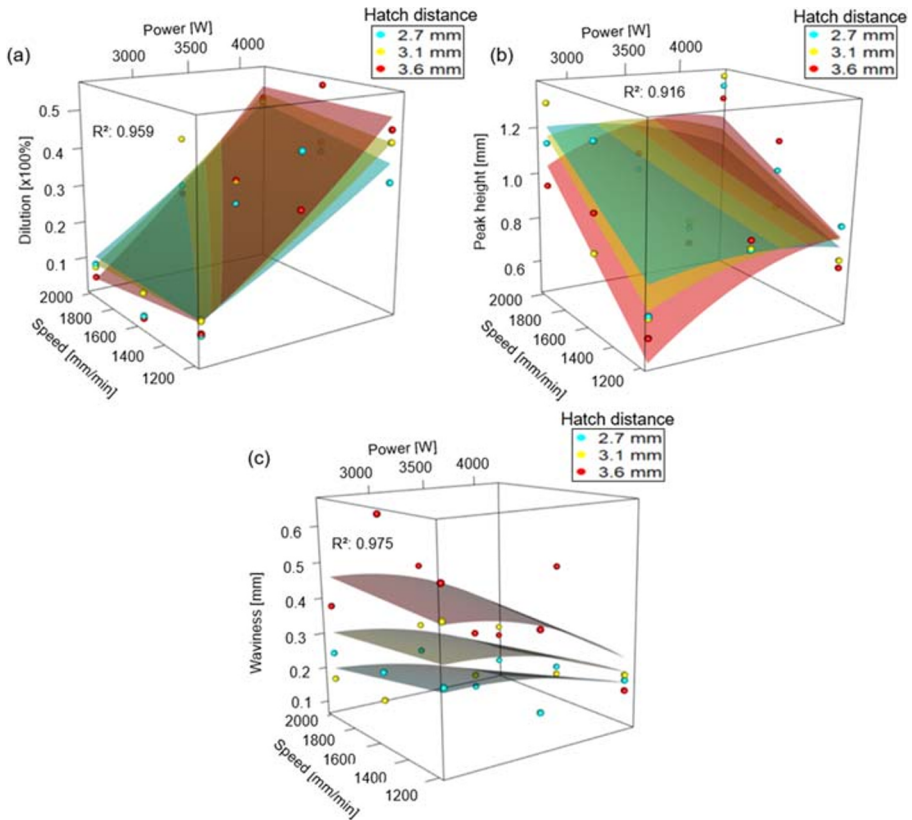 Hatch distance
2.7 mm
3.1 mm
3.6 mm
Power [W]
3000
3500
4000
(a)
R²: 0.959
0.5
0.4
0.3
0.2
0.1
Dilution [x100%]
2000
1800
1600
1400
1200
Speed [mm/min]
Hatch distance
2.7 mm
3.1 mm
3.6 mm
Power [W]
3000
3500
4000
(b)
R²: 0.916
1.2
1.0
0.8
0.6
Peak height [mm]
2000
1800
1600
1400
1200
Speed [mm/min]
Hatch distance
2.7 mm
3.1 mm
3.6 mm
Power [W]
3000
3500
4000
(c)
R²: 0.975
0.6
0.5
0.4
0.3
0.2
0.1
Waviness [mm]
2000
1800
1600
1400
1200
Speed [mm/min]